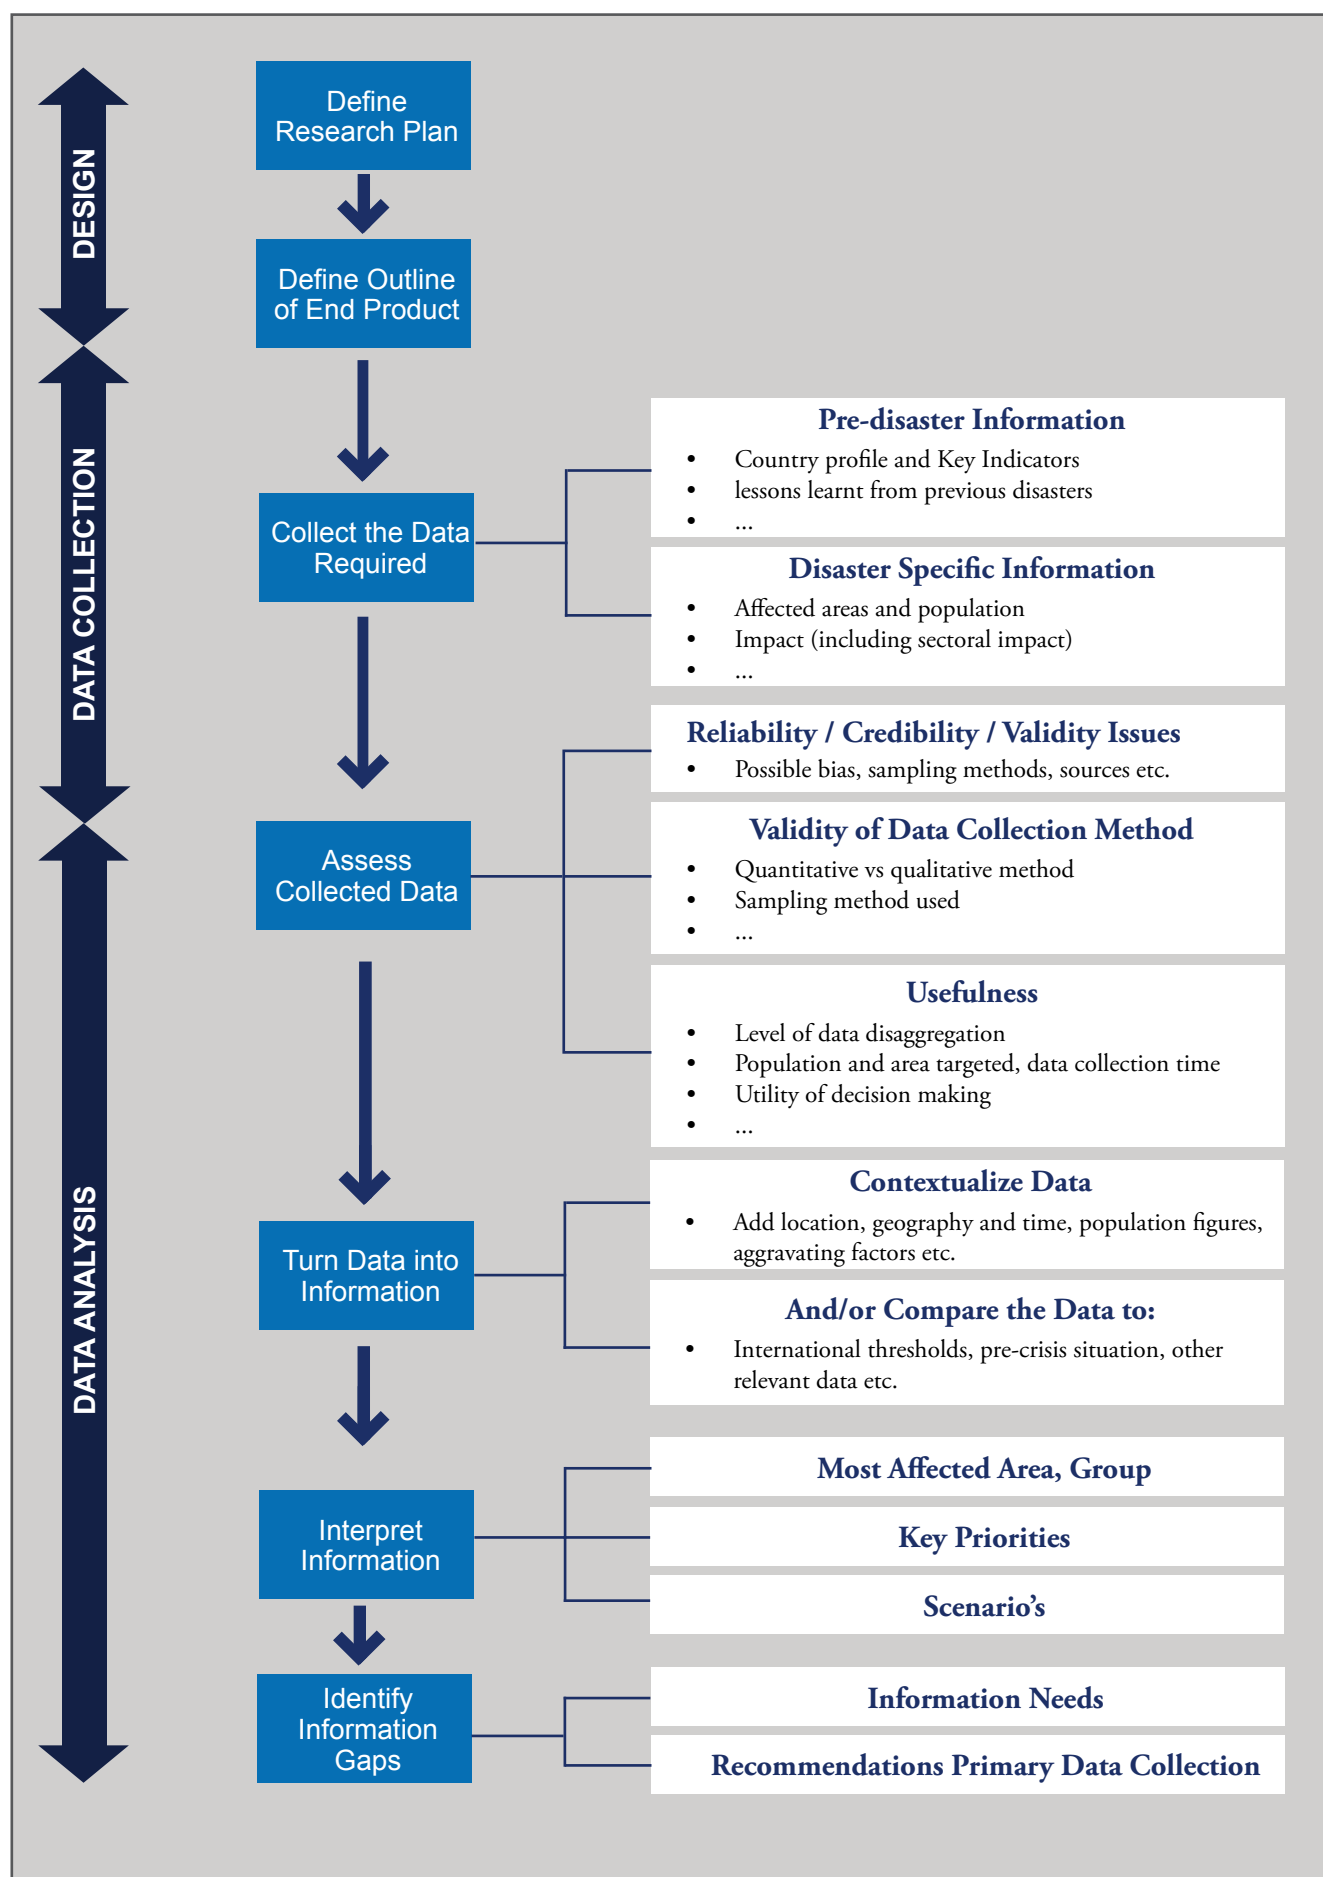 DESIGN
Define
Research Plan
Define Outline
of End Product
DATA COLLECTION
Collect the Data
Required
Pre-disaster Information
• Country profile and Key Indicators
• lessons learnt from previous disasters
• ...
Disaster Specific Information
• Affected areas and population
• Impact (including sectoral impact)
• ...
DATA ANALYSIS
Assess
Collected Data
Reliability / Credibility / Validity Issues
• Possible bias, sampling methods, sources etc.
Validity of Data Collection Method
• Quantitative vs qualitative method
• Sampling method used
• ...
Usefulness
• Level of data disaggregation
• Population and area targeted, data collection time
• Utility of decision making
• ...
Turn Data into
Information
Contextualize Data
• Add location, geography and time, population figures,
aggravating factors etc.
And/or Compare the Data to:
• International thresholds, pre-crisis situation, other
relevant data etc.
Interpret
Information
Most Affected Area, Group
Key Priorities
Scenario’s
Identify
Information
Gaps
Information Needs
Recommendations Primary Data Collection